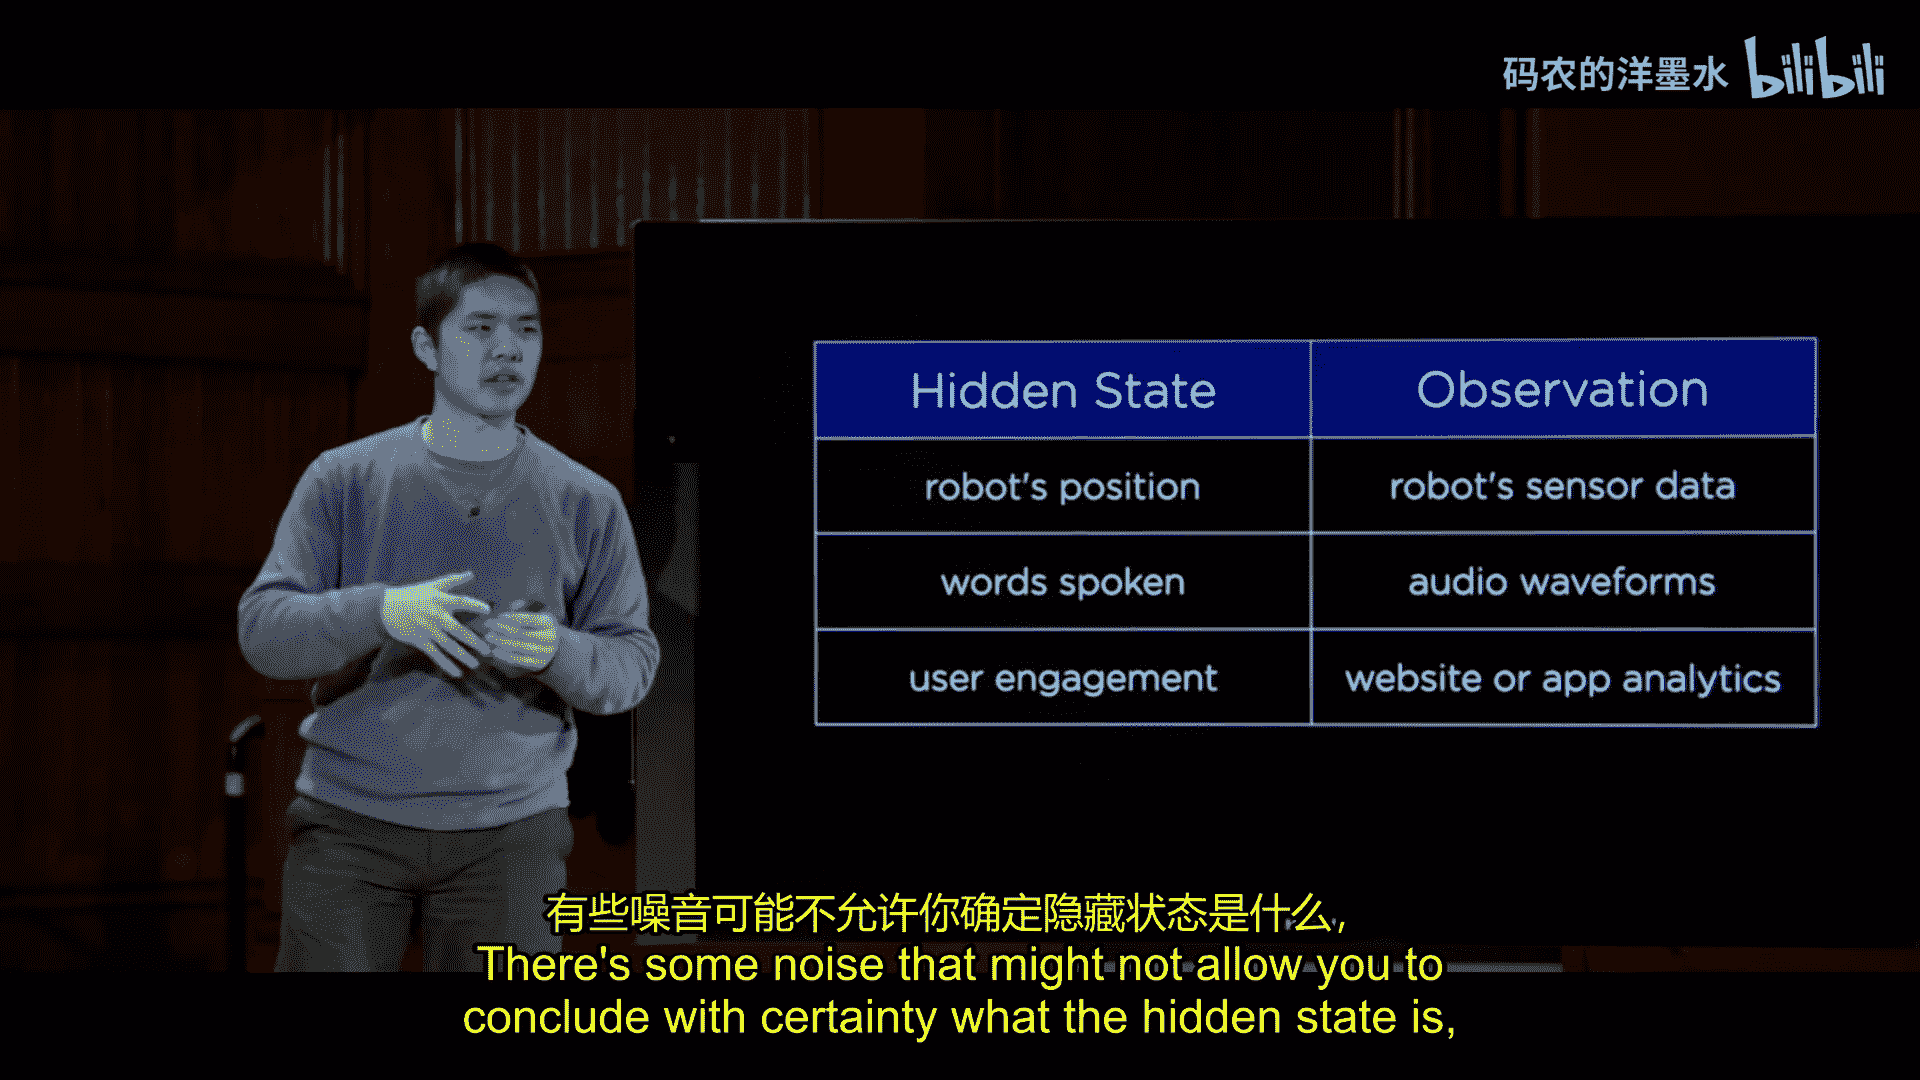 码农的洋墨水 bilibili
Hidden State Observation
robot's position robot's sensor data
words spoken audio waveforms
user engagement website or app analytics
有些噪音可能不允许你确定隐藏状态是什么,
There's some noise that might not allow you to
conclude with certainty what the hidden state is,